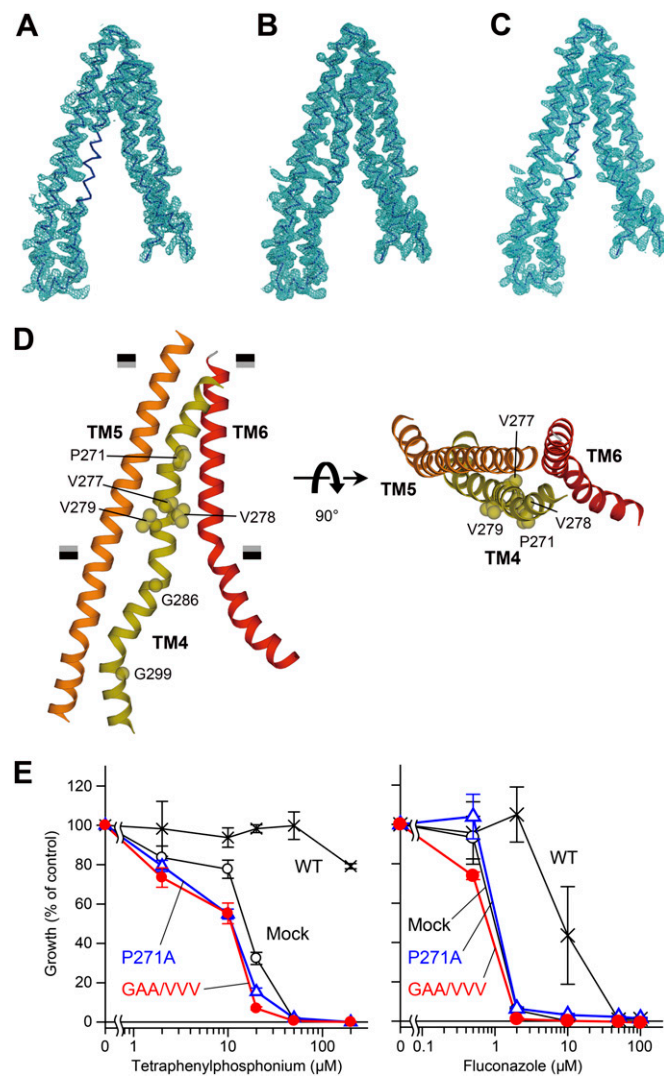 A
B
C
D
TM5
TM6
P271
V277
V279
V278
G286
TM4
G299
90°
V277
TM6
TM5
V279
V278
P271
TM4
E
Growth (% of control)
120
100
80
60
40
20
0
WT
Mock
P271A
GAA/VVV
0 1 10 100
Tetraphenylphosphonium (µM)
WT
Mock
P271A
GAA/VVV
0 0.1 1 10 100
Fluconazole (µM)